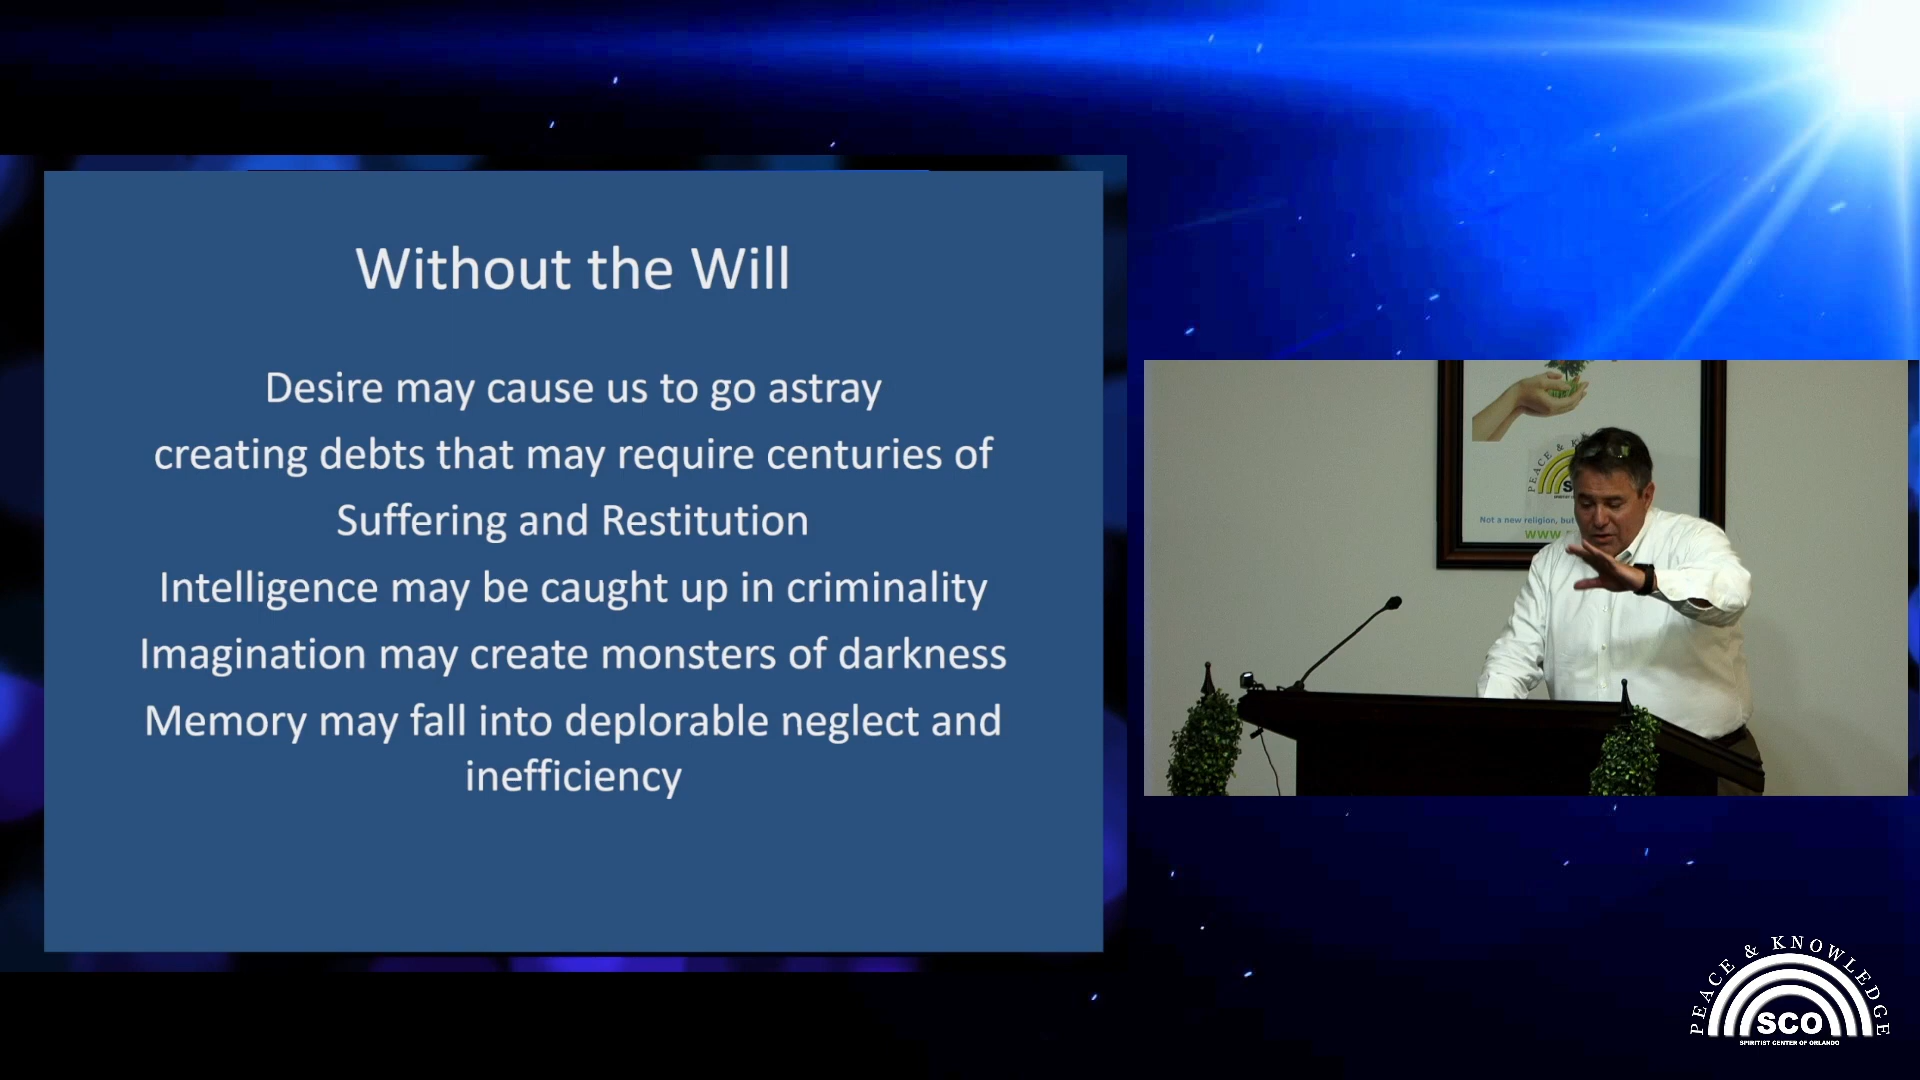 Without the Will
Desire may cause us to go astray
creating debts that may require centuries of
Suffering and Restitution
Intelligence may be caught up in criminality
Imagination may create monsters of darkness
Memory may fall into deplorable neglect and
inefficiency
PEACE & K
Not a new religion, but
WWW.
PEACE & KNOWLEDGE
SCO
SPIRITIST CENTER OF ORLANDO